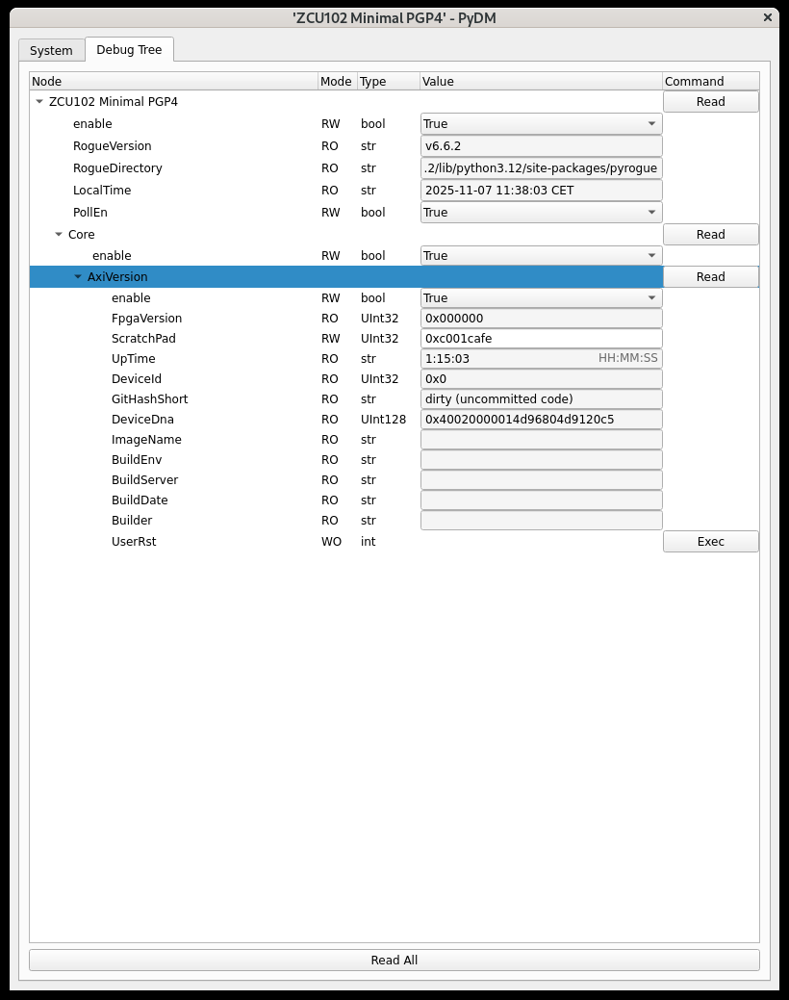 'ZCU102 Minimal PGP4' - PyDM
System Debug Tree
Node Mode Type Value Command
ZCU102 Minimal PGP4 Read
enable RW bool True
RogueVersion RO str v6.6.2
RogueDirectory RO str .2/lib/python3.12/site-packages/pyrogue
LocalTime RO str 2025-11-07 11:38:03 CET
PollEn RW bool True
Core Read
enable RW bool True
AxiVersion Read
enable RW bool True
FpgaVersion RO UInt32 0x000000
ScratchPad RW UInt32 0xc001cafe
UpTime RO str 1:15:03 HH:MM:SS
DeviceId RO UInt32 0x0
GitHashShort RO str dirty (uncommitted code)
DeviceDna RO UInt128 0x40020000014d96804d9120c5
ImageName RO str
BuildEnv RO str
BuildServer RO str
BuildDate RO str
Builder RO str
UserRst WO int Exec
Read All